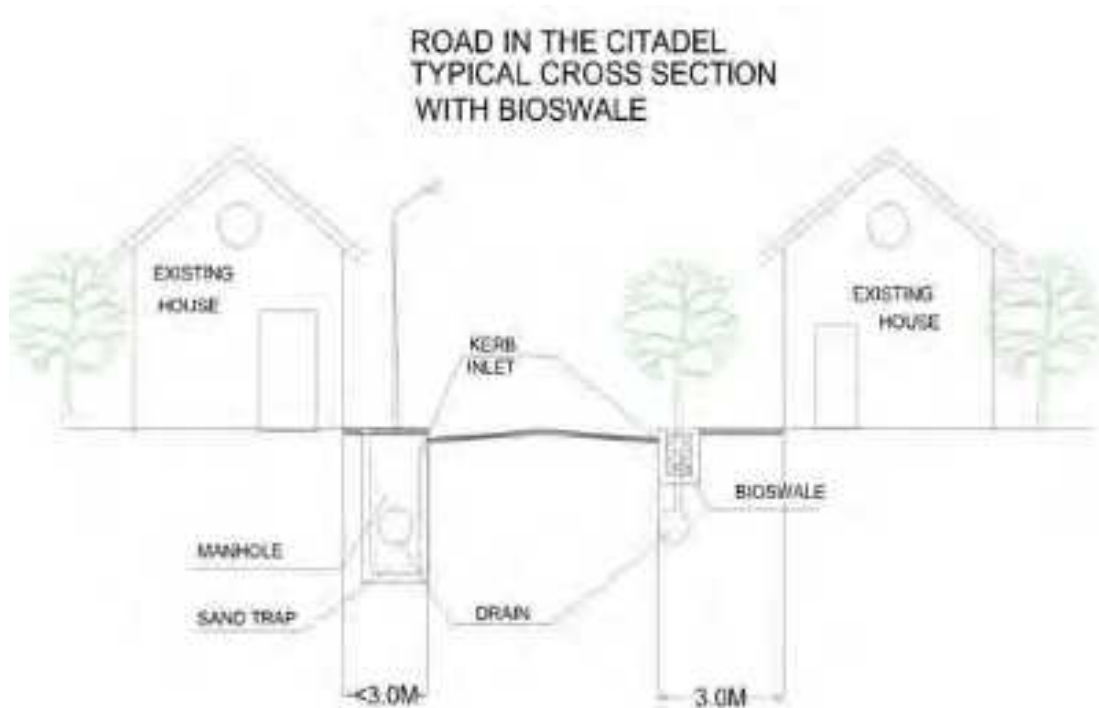 ROAD IN THE CITADEL
TYPICAL CROSS SECTION
WITH BIOSWALE
EXISTING
HOUSE
EXISTING
HOUSE
KERB
INLET
BIOSWALE
MANHOLE
SAND TRAP
DRAIN
<3.0M
3.0M